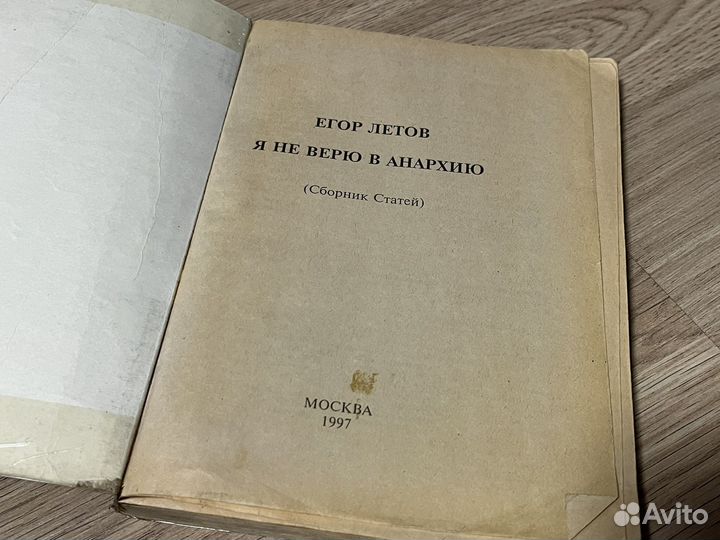 ЕГОР ЛЕТОВ
Я НЕ ВЕРЮ В АНАРХИЮ
(Сборник Статей)
МОСКВА
1997
Avito